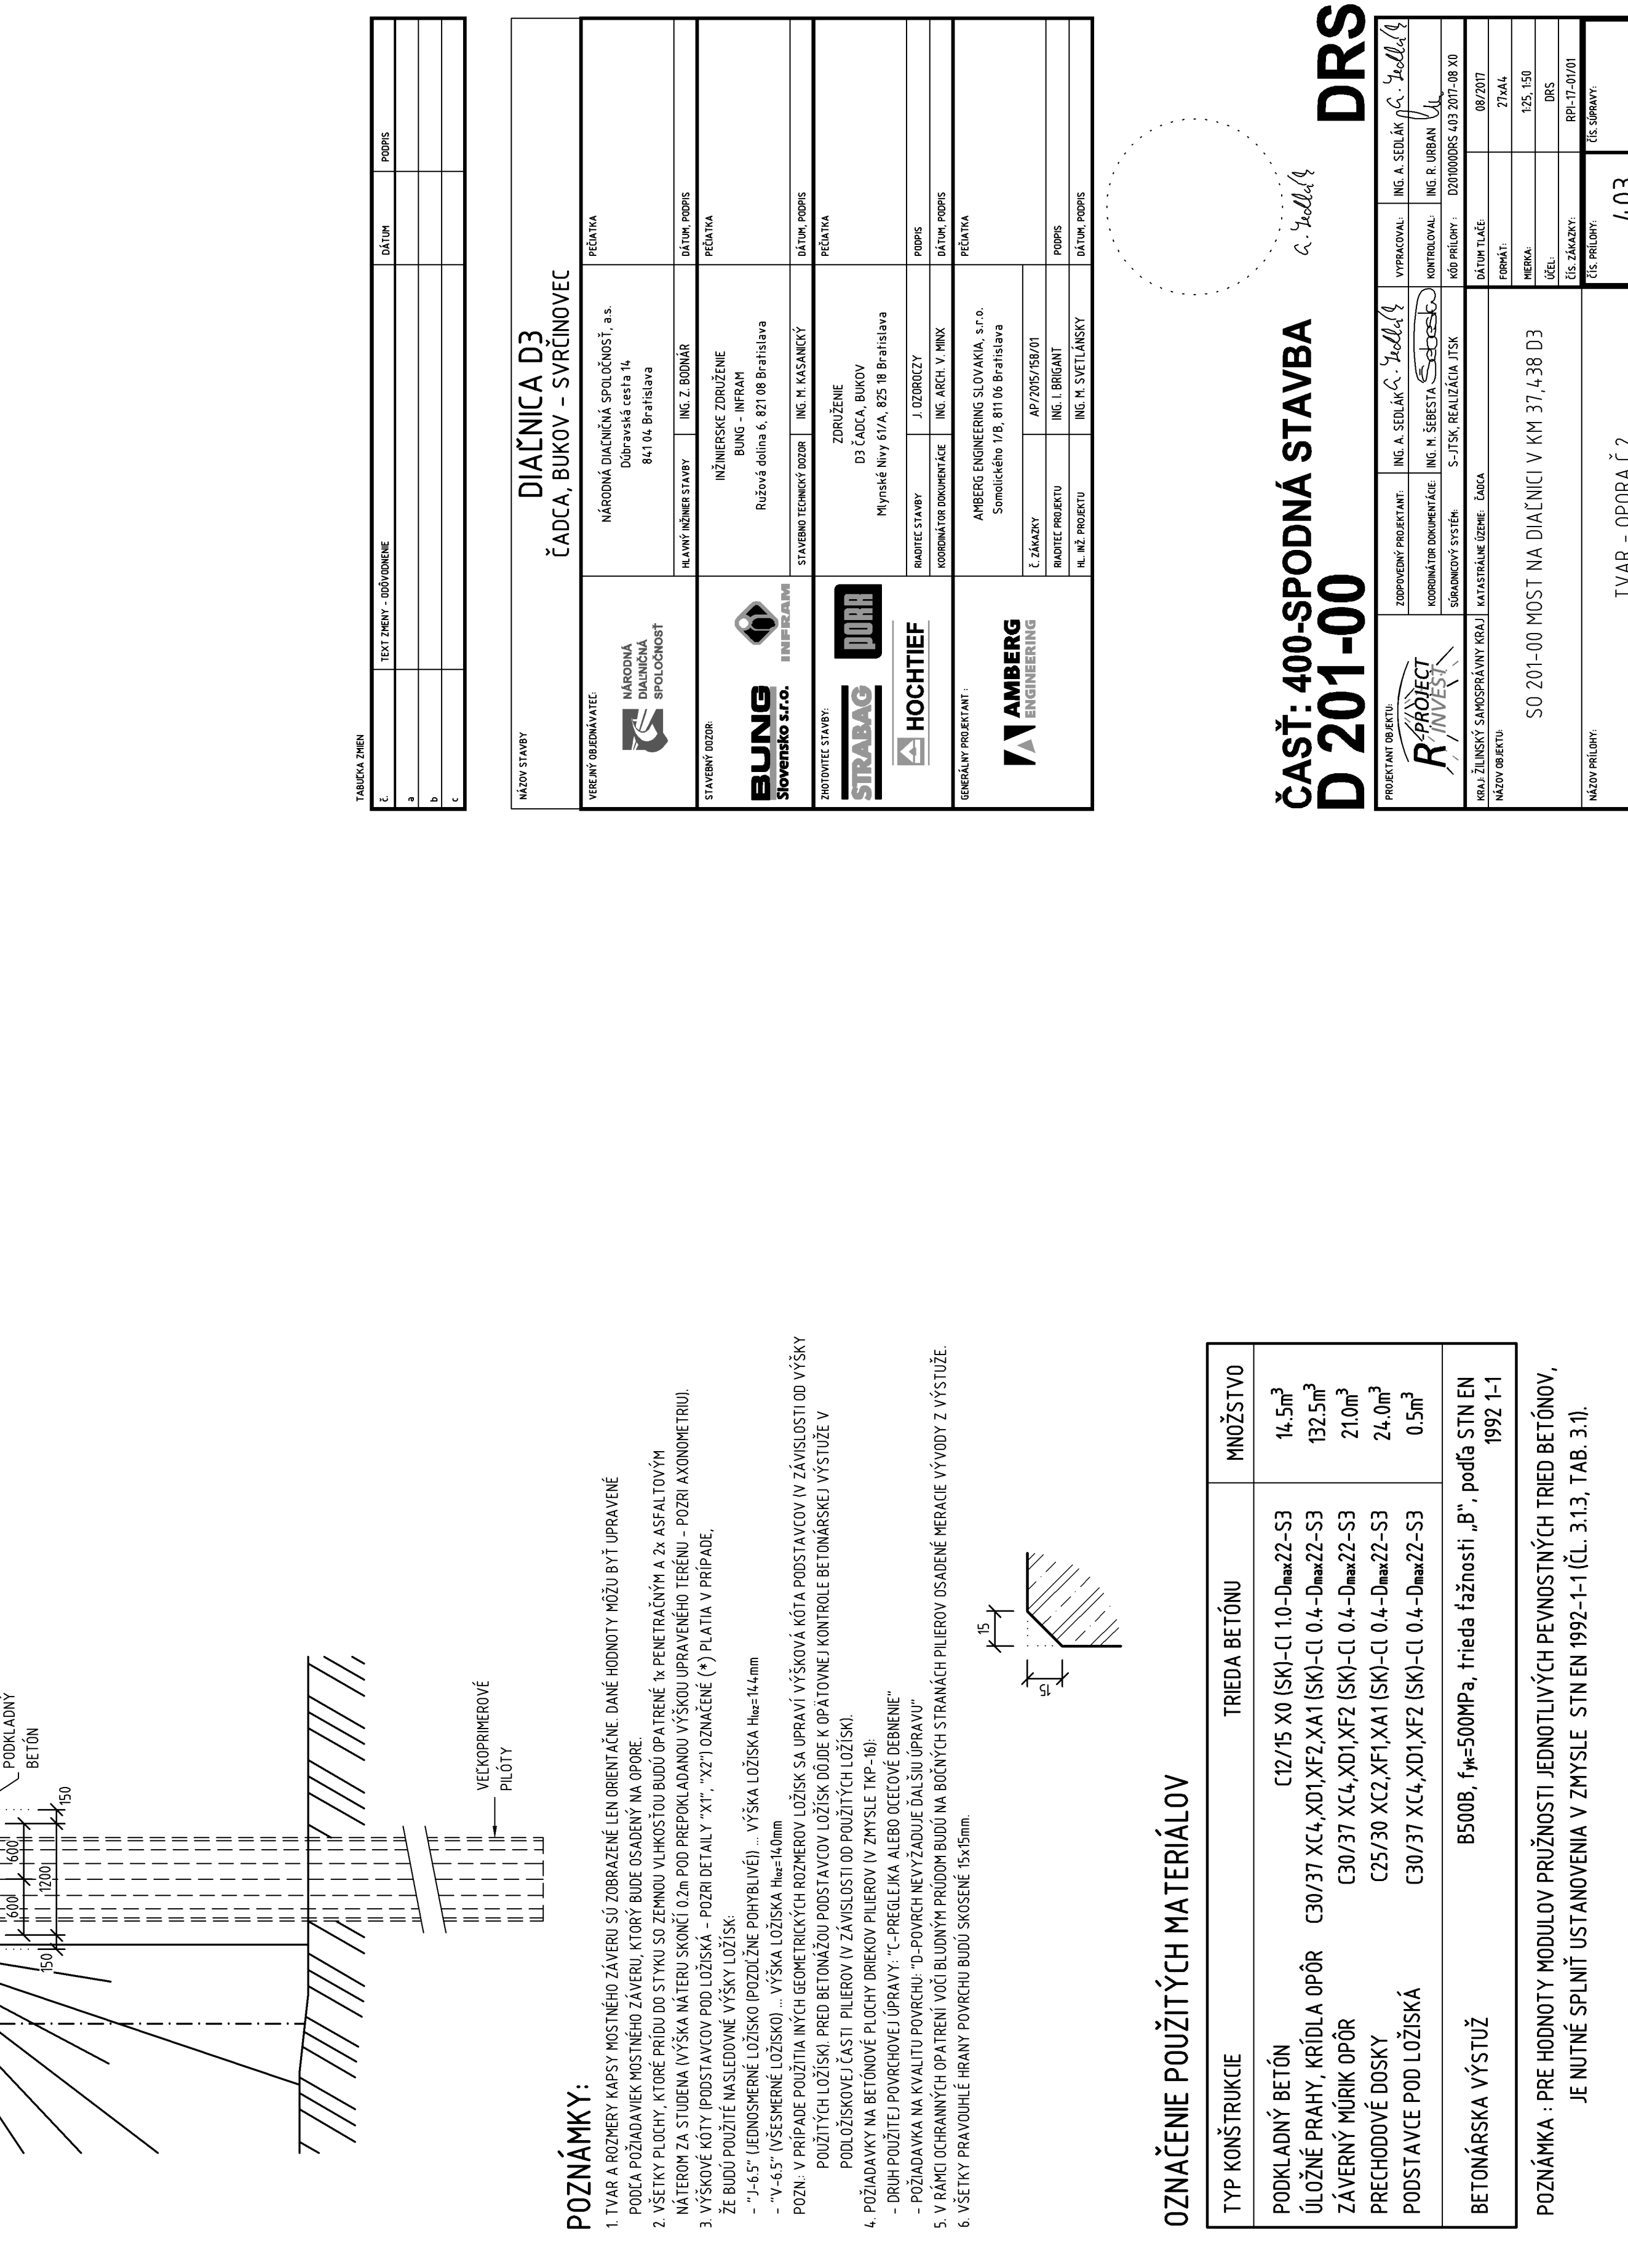 PODKLADNÝ
BETÓN
150
600
600
1200
150
VEĽKOPRIMEROVÉ
PILÓTY
POZNÁMKY:
1. TVAR A ROZMERY KAPSY MOSTNÉHO ZÁVERU SÚ ZOBRAZENÉ LEN ORIENTAČNE. DANÉ HODNOTY MÔŽU BYŤ UPRAVENÉ
PODĽA POŽIADAVIEK MOSTNÉHO ZÁVERU, KTORÝ BUDE OSADENÝ NA OPORE.
2. VŠETKY PLOCHY, KTORÉ PRÍDU DO STYKU SO ZEMNOU VLHKOSŤOU BUDÚ OPATRENÉ 1x PENETRAČNÝM A 2x ASFALTOVÝM
NÁTEROM ZA STUDENA (VÝŠKA NÁTERU SKONČÍ 0.2m POD PREPOKLADANOU VÝŠKOU UPRAVENÉHO TERÉNU - POZRI AXONOMETRIU).
3. VÝŠKOVÉ KÓTY (PODSTAVCOV POD LOŽISKÁ - POZRI DETAILY "X1", "X2") OZNAČENÉ (*) PLATIA V PRÍPADE,
ŽE BUDÚ POUŽITÉ NASLEDOVNÉ VÝŠKY LOŽÍSK:
- "J-6.5" (JEDNOSMERNÉ LOŽISKO (POZDĹŽNE POHYBLIVÉ)) ... VÝŠKA LOŽISKA Hloz=144mm
- "V-6.5" (VŠESMERNÉ LOŽISKO) ... VÝŠKA LOŽISKA Hloz=140mm
POZN.: V PRÍPADE POUŽITIA INÝCH GEOMETRICKÝCH ROZMEROV LOŽÍSK SA UPRAVÍ VÝŠKOVÁ KÓTA PODSTAVCOV (V ZÁVISLOSTI OD VÝŠKY
POUŽITÝCH LOŽÍSK). PRED BETONÁŽOU PODSTAVCOV LOŽÍSK DÔJDE K OPÄTOVNEJ KONTROLE BETONÁRSKEJ VÝSTUŽE V
PODLOŽISKOVEJ ČASTI PILIEROV (V ZÁVISLOSTI OD POUŽITÝCH LOŽÍSK).
4. POŽIADAVKY NA BETÓNOVÉ PLOCHY DRIEKOV PILIEROV (V ZMYSLE TKP-16):
- DRUH POUŽITEJ POVRCHOVEJ ÚPRAVY: "C-PREGLEJKA ALEBO OCEĽOVÉ DEBNENIE"
- POŽIADAVKA NA KVALITU POVRCHU: "D-POVRCH NEVYŽADUJE ĎALŠIU ÚPRAVU"
5. V RÁMCI OCHRANNÝCH OPATRENÍ VOČI BLUDNÝM PRÚDOM BUDÚ NA BOČNÝCH STRANÁCH PILIEROV OSADENÉ MERACIE VÝVODY Z VÝSTUŽE.
6. VŠETKY PRAVOUHLÉ HRANY POVRCHU BUDÚ SKOSENÉ 15x15mm.
15
15
OZNAČENIE POUŽITÝCH MATERIÁLOV
TYP KONŠTRUKCIE TRIEDA BETÓNU MNOŽSTVO
PODKLADNÝ BETÓN C12/15 X0 (SK)-Cl 1.0-Dmax22-S3 14.5m³
ÚLOŽNÉ PRAHY, KRÍDLA OPÔR C30/37 XC4,XD1,XF2,XA1 (SK)-Cl 0.4-Dmax22-S3 132.5m³
ZÁVERNÝ MÚRIK OPÔR C30/37 XC4,XD1,XF2 (SK)-Cl 0.4-Dmax22-S3 21.0m³
PRECHODOVÉ DOSKY C25/30 XC2,XF1,XA1 (SK)-Cl 0.4-Dmax22-S3 24.0m³
PODSTAVCE POD LOŽISKÁ C30/37 XC4,XD1,XF2 (SK)-Cl 0.4-Dmax22-S3 0.5m³
BETONÁRSKA VÝSTUŽ B500B, fyk=500MPa, trieda ťažnosti „B", podľa STN EN
1992 1-1
POZNÁMKA : PRE HODNOTY MODULOV PRUŽNOSTI JEDNOTLIVÝCH PEVNOSTNÝCH TRIED BETÓNOV,
JE NUTNÉ SPLNIŤ USTANOVENIA V ZMYSLE STN EN 1992-1-1 (ČL. 3.1.3, TAB. 3.1).
TABUĽKA ZMIEN
č. TEXT ZMENY - ODÔVODNENIE DÁTUM PODPIS
a
b
c
NÁZOV STAVBY
DIAĽNICA D3
ČADCA, BUKOV - SVRČINOVEC
VEREJNÝ OBJEDNÁVATEĽ:
NÁRODNÁ
DIAĽNIČNÁ
SPOLOČNOSŤ
NÁRODNÁ DIAĽNIČNÁ SPOLOČNOSŤ, a.s.
Dúbravská cesta 14
841 04 Bratislava
PEČIATKA
HLAVNÝ INŽINIER STAVBY ING. Z. BODNÁR DÁTUM, PODPIS
STAVEBNÝ DOZOR:
BUNG
Slovensko s.r.o.
INFRAM
INŽINIERSKE ZDRUŽENIE
BUNG - INFRAM
Ružová dolina 6, 821 08 Bratislava
PEČIATKA
STAVEBNO TECHNICKÝ DOZOR ING. M. KASANICKÝ DÁTUM, PODPIS
ZHOTOVITEĽ STAVBY:
STRABAG
PORR
HOCHTIEF
ZDRUŽENIE
D3 ČADCA, BUKOV
Mlynské Nivy 61/A, 825 18 Bratislava
PEČIATKA
RIADITEĽ STAVBY J. OZOROCZY PODPIS
KOORDINÁTOR DOKUMENTÁCIE ING. ARCH. V. MINX DÁTUM, PODPIS
GENERÁLNY PROJEKTANT :
AMBERG
ENGINEERING
AMBERG ENGINEERING SLOVAKIA, s.r.o.
Somolického 1/B, 811 06 Bratislava
PEČIATKA
Č. ZÁKAZKY AP/2015/158/01
RIADITEĽ PROJEKTU ING. I. BRIGANT PODPIS
HL. INŽ. PROJEKTU ING. M. SVETLÁNSKY DÁTUM, PODPIS
A. Sedlák
ČASŤ: 400-SPODNÁ STAVBA
D 201-00 DRS
PROJEKTANT OBJEKTU:
R-PROJECT
INVEST
ZODPOVEDNÝ PROJEKTANT: ING. A. SEDLÁK A. Sedlák
VYPRACOVAL: ING. A. SEDLÁK A. Sedlák
KOORDINÁTOR DOKUMENTÁCIE: ING. M. ŠEBESTA Šebesta
KONTROLOVAL: ING. R. URBAN
SÚRADNICOVÝ SYSTÉM: S-JTSK, REALIZÁCIA JTSK
KÓD PRÍLOHY : D201000DRS 403 2017-08 X0
KRAJ: ŽILINSKÝ SAMOSPRÁVNY KRAJ
KATASTRÁLNE ÚZEMIE: ČADCA
DÁTUM TLAČE: 08/2017
NÁZOV OBJEKTU:
SO 201-00 MOST NA DIAĽNICI V KM 37,438 D3
FORMÁT: 27xA4
MIERKA: 1:25, 1:50
ÚČEL: DRS
ČÍS. ZÁKAZKY: RPI-17-01/01
NÁZOV PRÍLOHY:
TVAR - OPORA Č.2
ČÍS. PRÍLOHY: 403
ČÍS. SÚPRAVY: